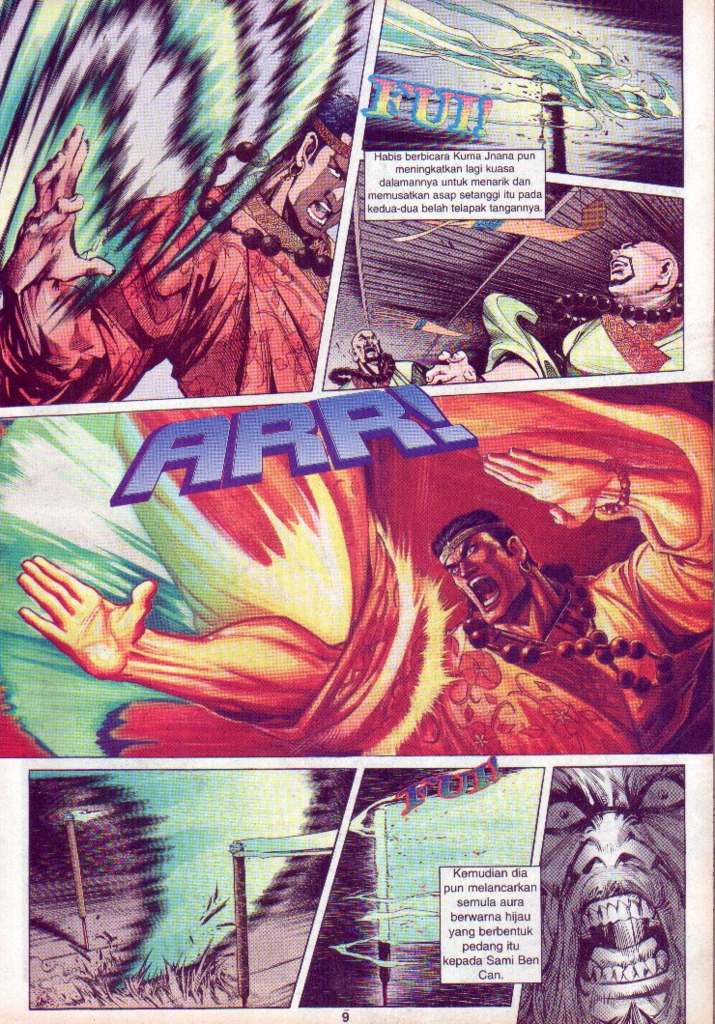 FUI!
Habis berbicara Kuma Jnana pun
meningkatkan lagi kuasa
dalamannya untuk menarik dan
memusatkan asap setanggi itu pada
kedua-dua belah telapak tangannya.
ARR!
FUI!
Kemudian dia
pun melancarkan
semula aura
berwarna hijau
yang berbentuk
pedang itu
kepada Sami Ben
Can.
9